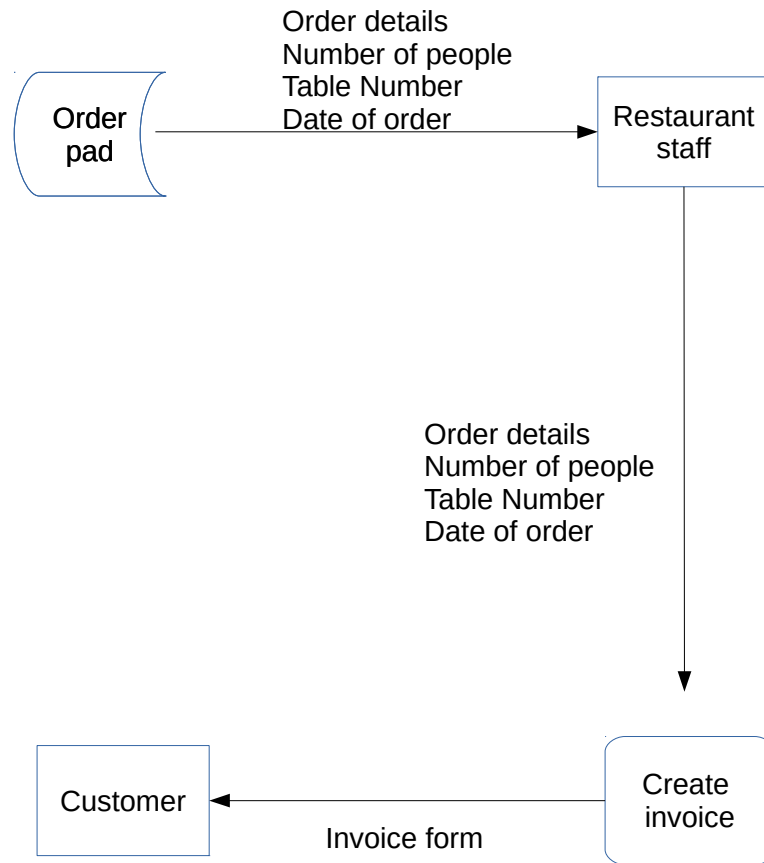 Order details
Number of people
Table Number
Date of order
Order
pad
Restaurant
staff
Order details
Number of people
Table Number
Date of order
Customer
Invoice form
Create
invoice